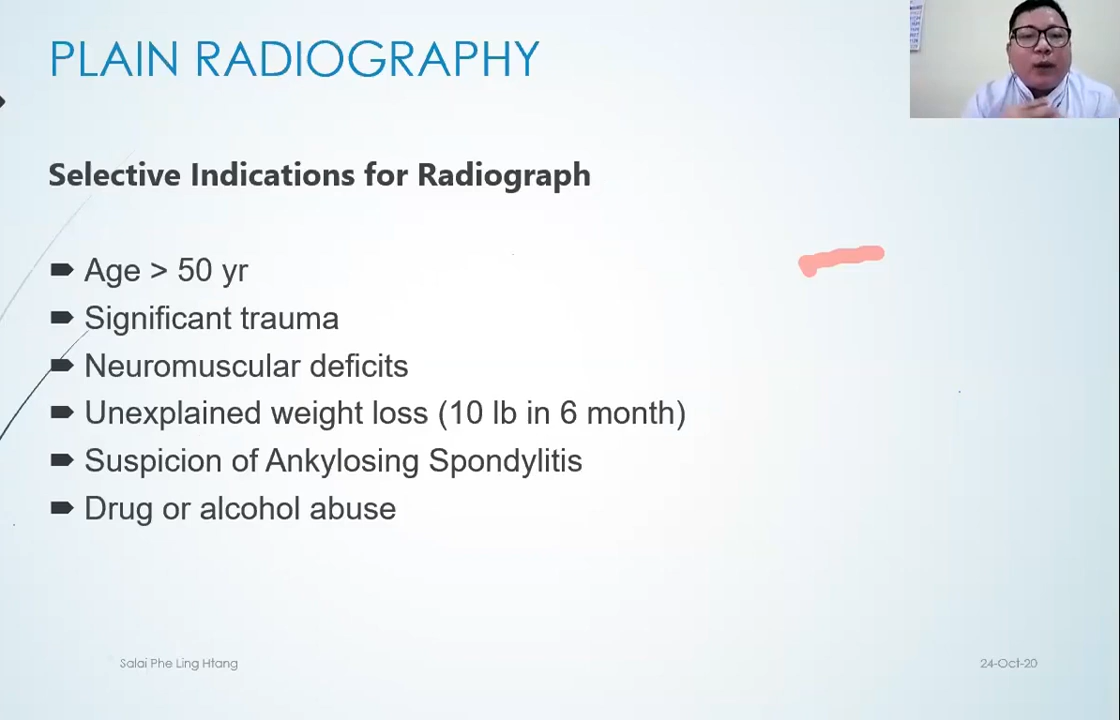 PLAIN RADIOGRAPHY
Selective Indications for Radiograph
Age > 50 yr
Significant trauma
Neuromuscular deficits
Unexplained weight loss (10 lb in 6 month)
Suspicion of Ankylosing Spondylitis
Drug or alcohol abuse
Salai Phe Ling Htang
24-Oct-20